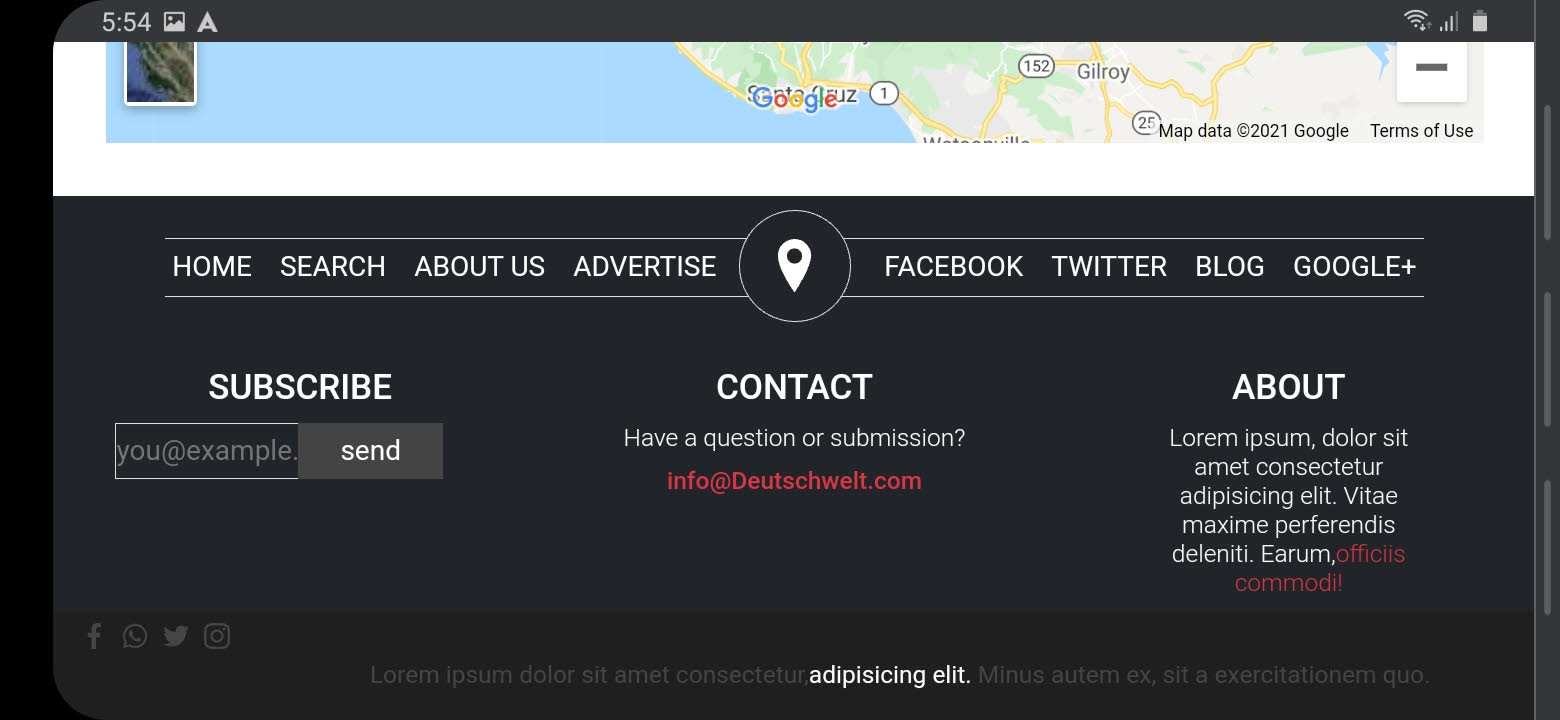 5:54
152
Gilroy
Santa Cruz
Google
1
25
Map data ©2021 Google Terms of Use
Watsonville
HOME SEARCH ABOUT US ADVERTISE FACEBOOK TWITTER BLOG GOOGLE+
SUBSCRIBE
you@example.
send
CONTACT
Have a question or submission?
info@Deutschwelt.com
ABOUT
Lorem ipsum, dolor sit
amet consectetur
adipisicing elit. Vitae
maxime perferendis
deleniti. Earum,officiis
commodi!
Lorem ipsum dolor sit amet consectetur,adipisicing elit. Minus autem ex, sit a exercitationem quo.